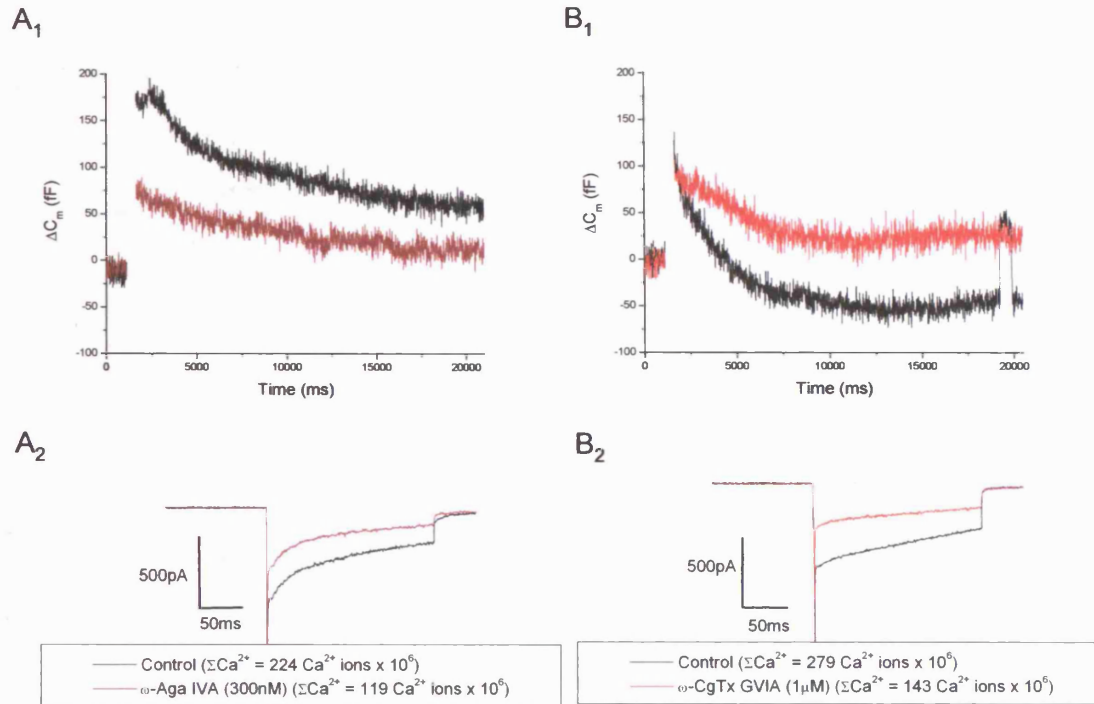 A1
B1
200
150
100
50
0
-50
-100
ΔCm (fF)
0
5000
10000
15000
20000
Time (ms)
200
150
100
50
0
-50
-100
ΔCm (fF)
0
5000
10000
15000
20000
Time (ms)
A2
B2
500pA
50ms
500pA
50ms
Control (ΣCa²⁺ = 224 Ca²⁺ ions x 10⁶)
ω-Aga IVA (300nM) (ΣCa²⁺ = 119 Ca²⁺ ions x 10⁶)
Control (ΣCa²⁺ = 279 Ca²⁺ ions x 10⁶)
ω-CgTx GVIA (1μM) (ΣCa²⁺ = 143 Ca²⁺ ions x 10⁶)